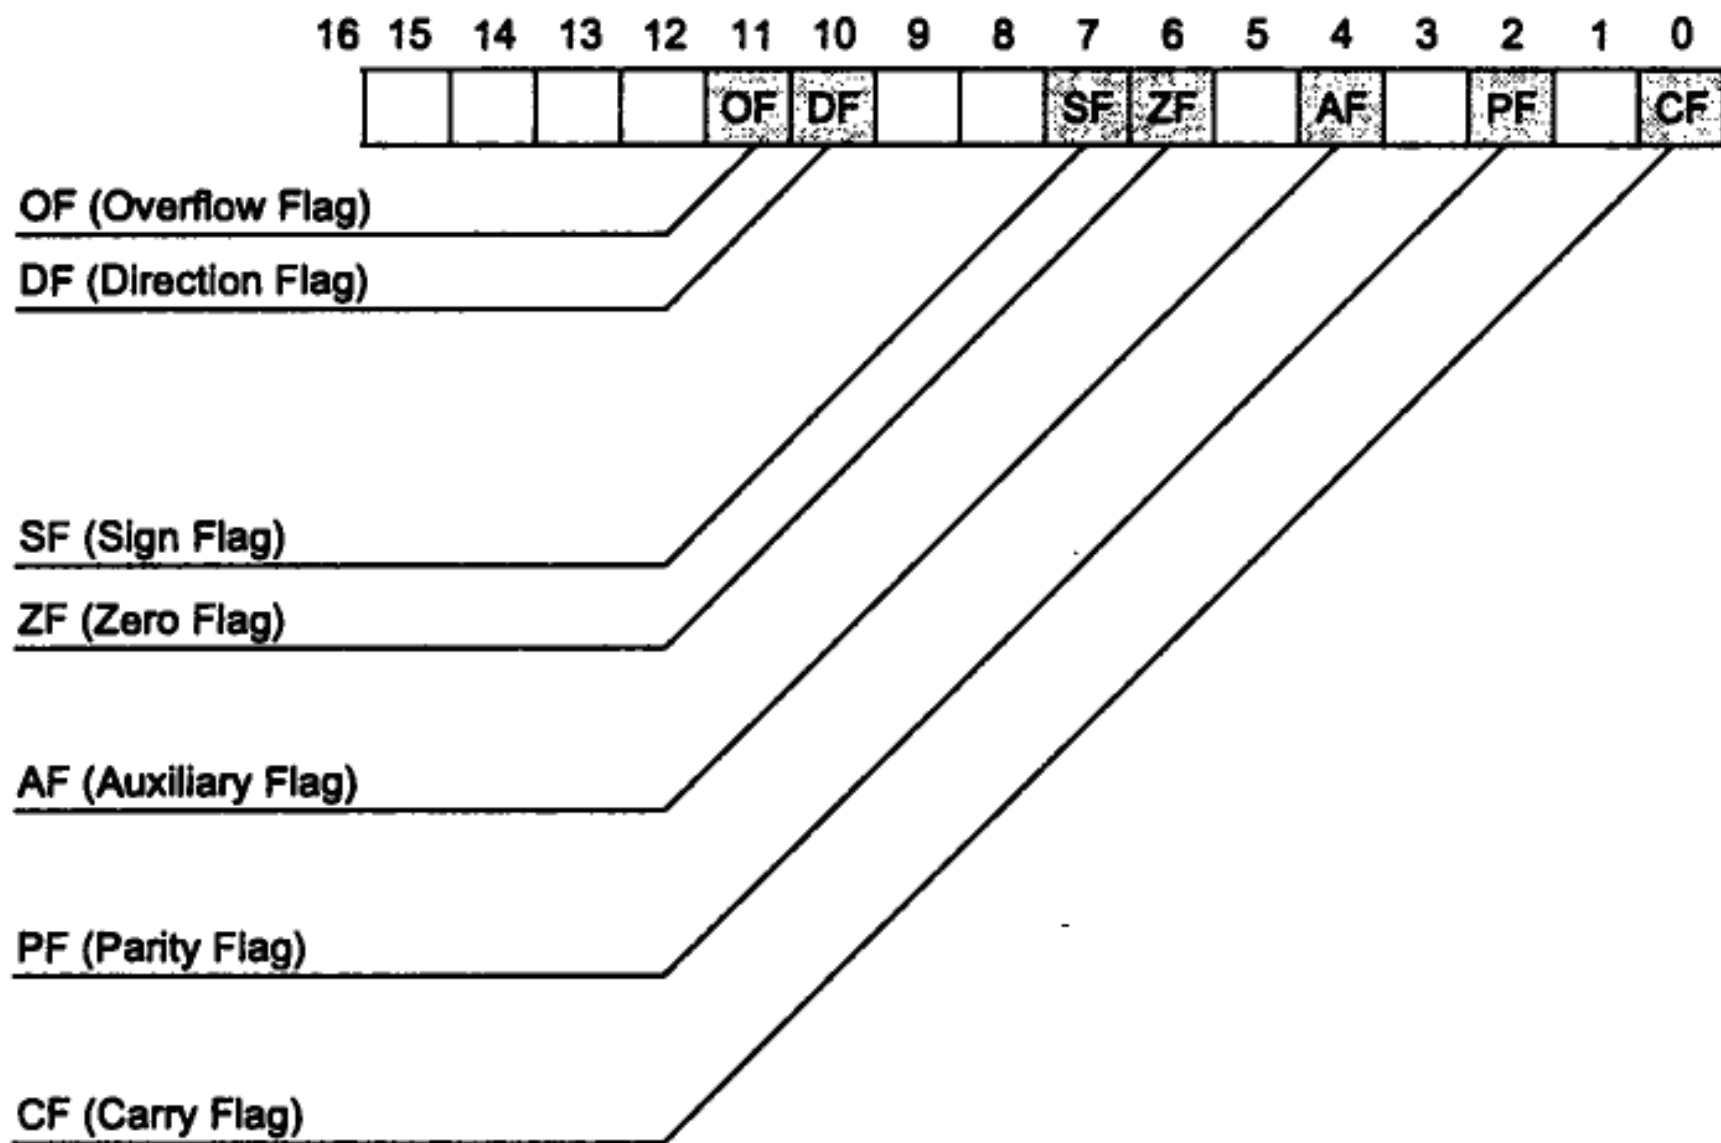 16 15 14 13 12 11 10 9 8 7 6 5 4 3 2 1 0
OF DF SF ZF AF PF CF
OF (Overflow Flag)
DF (Direction Flag)
SF (Sign Flag)
ZF (Zero Flag)
AF (Auxiliary Flag)
PF (Parity Flag)
CF (Carry Flag)